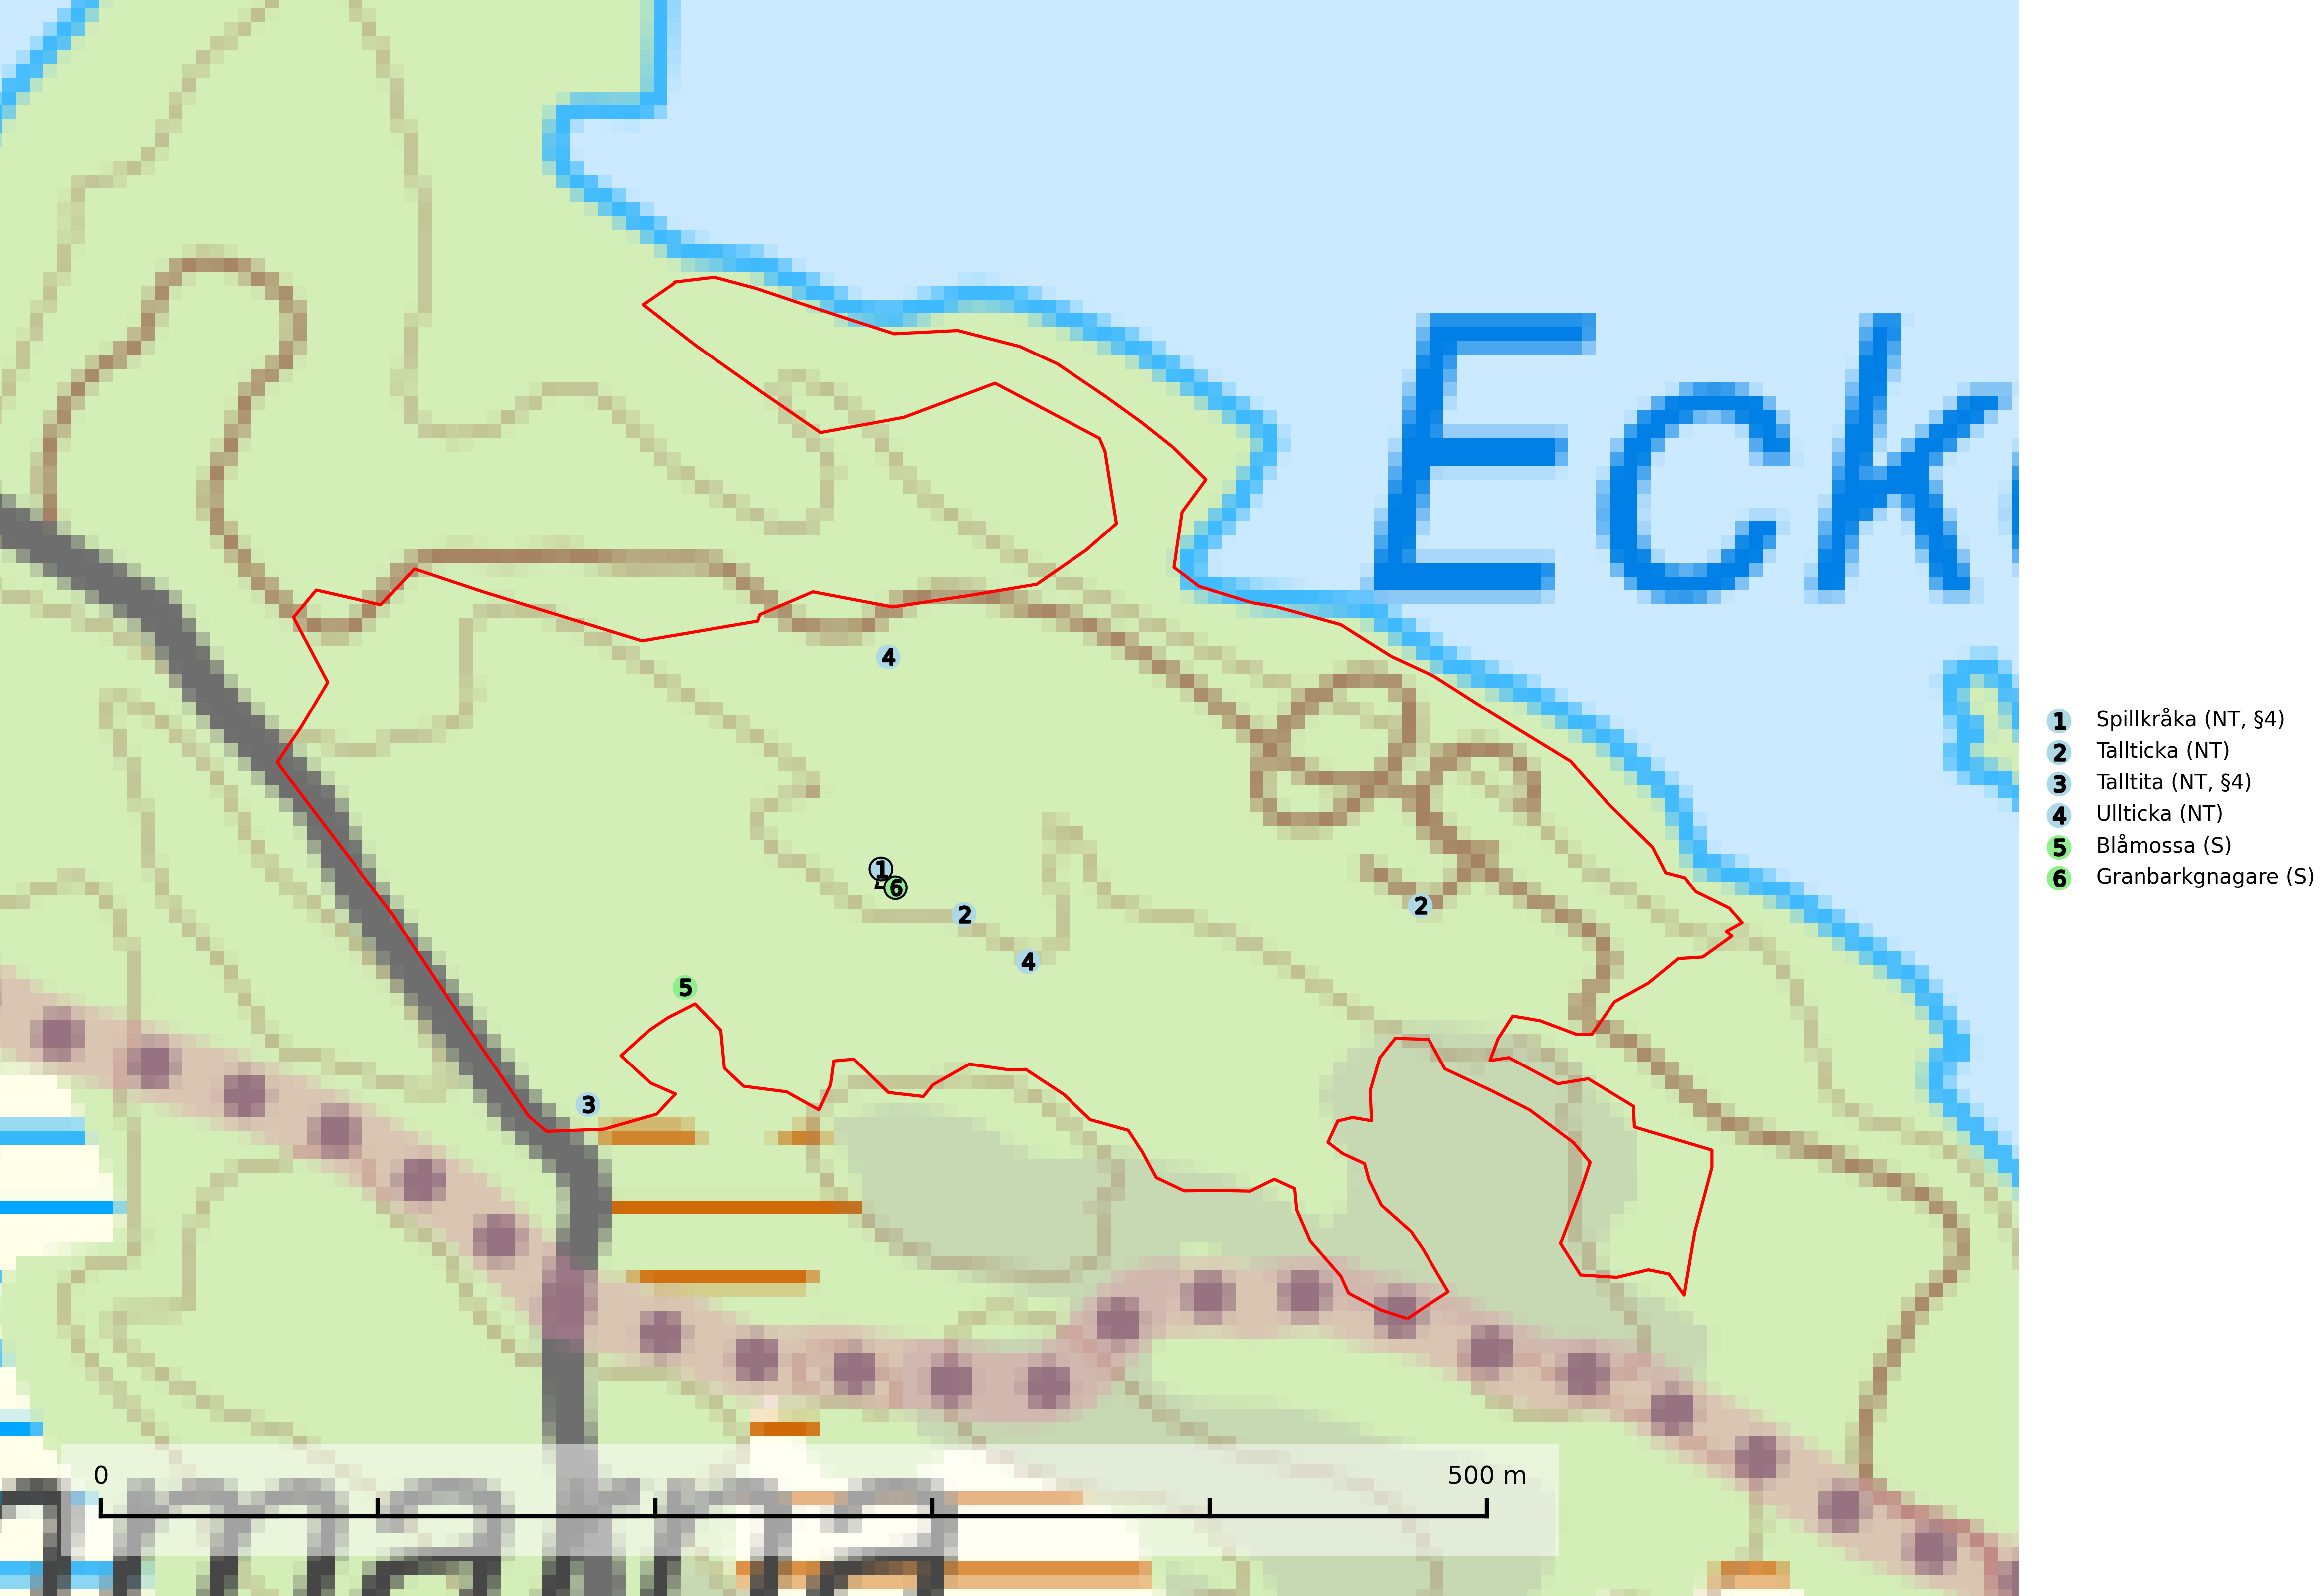 Eck
4
1
6
2
2
4
5
3
1 Spillkråka (NT, §4)
2 Tallticka (NT)
3 Talltita (NT, §4)
4 Ullticka (NT)
5 Blåmossa (S)
6 Granbarkgnagare (S)
0 500 m